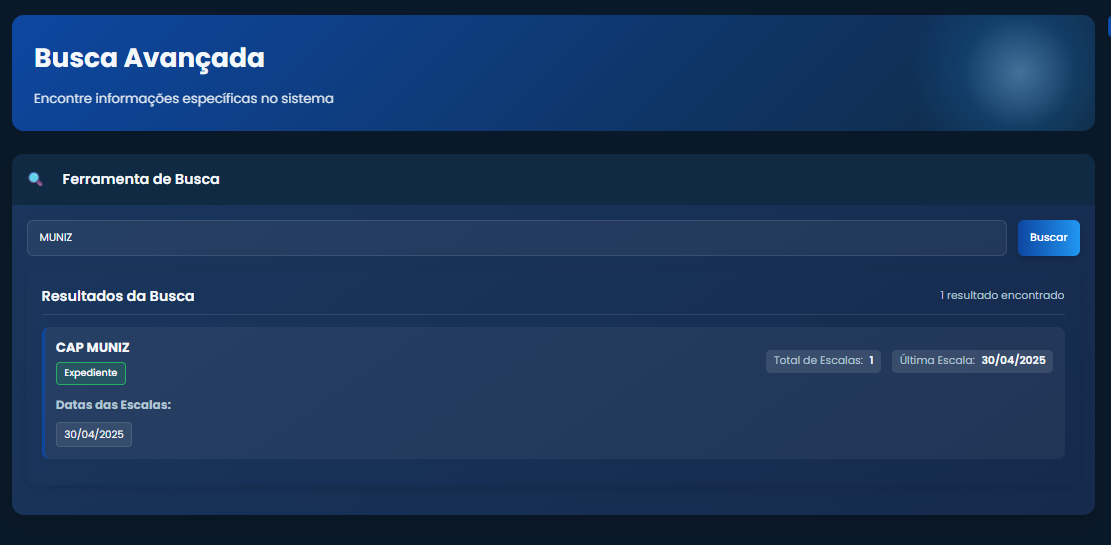 Busca Avançada
Encontre informações específicas no sistema
Ferramenta de Busca
MUNIZ
Buscar
Resultados da Busca
1 resultado encontrado
CAP MUNIZ
Expediente
Total de Escalas: 1
Última Escala: 30/04/2025
Datas das Escalas:
30/04/2025